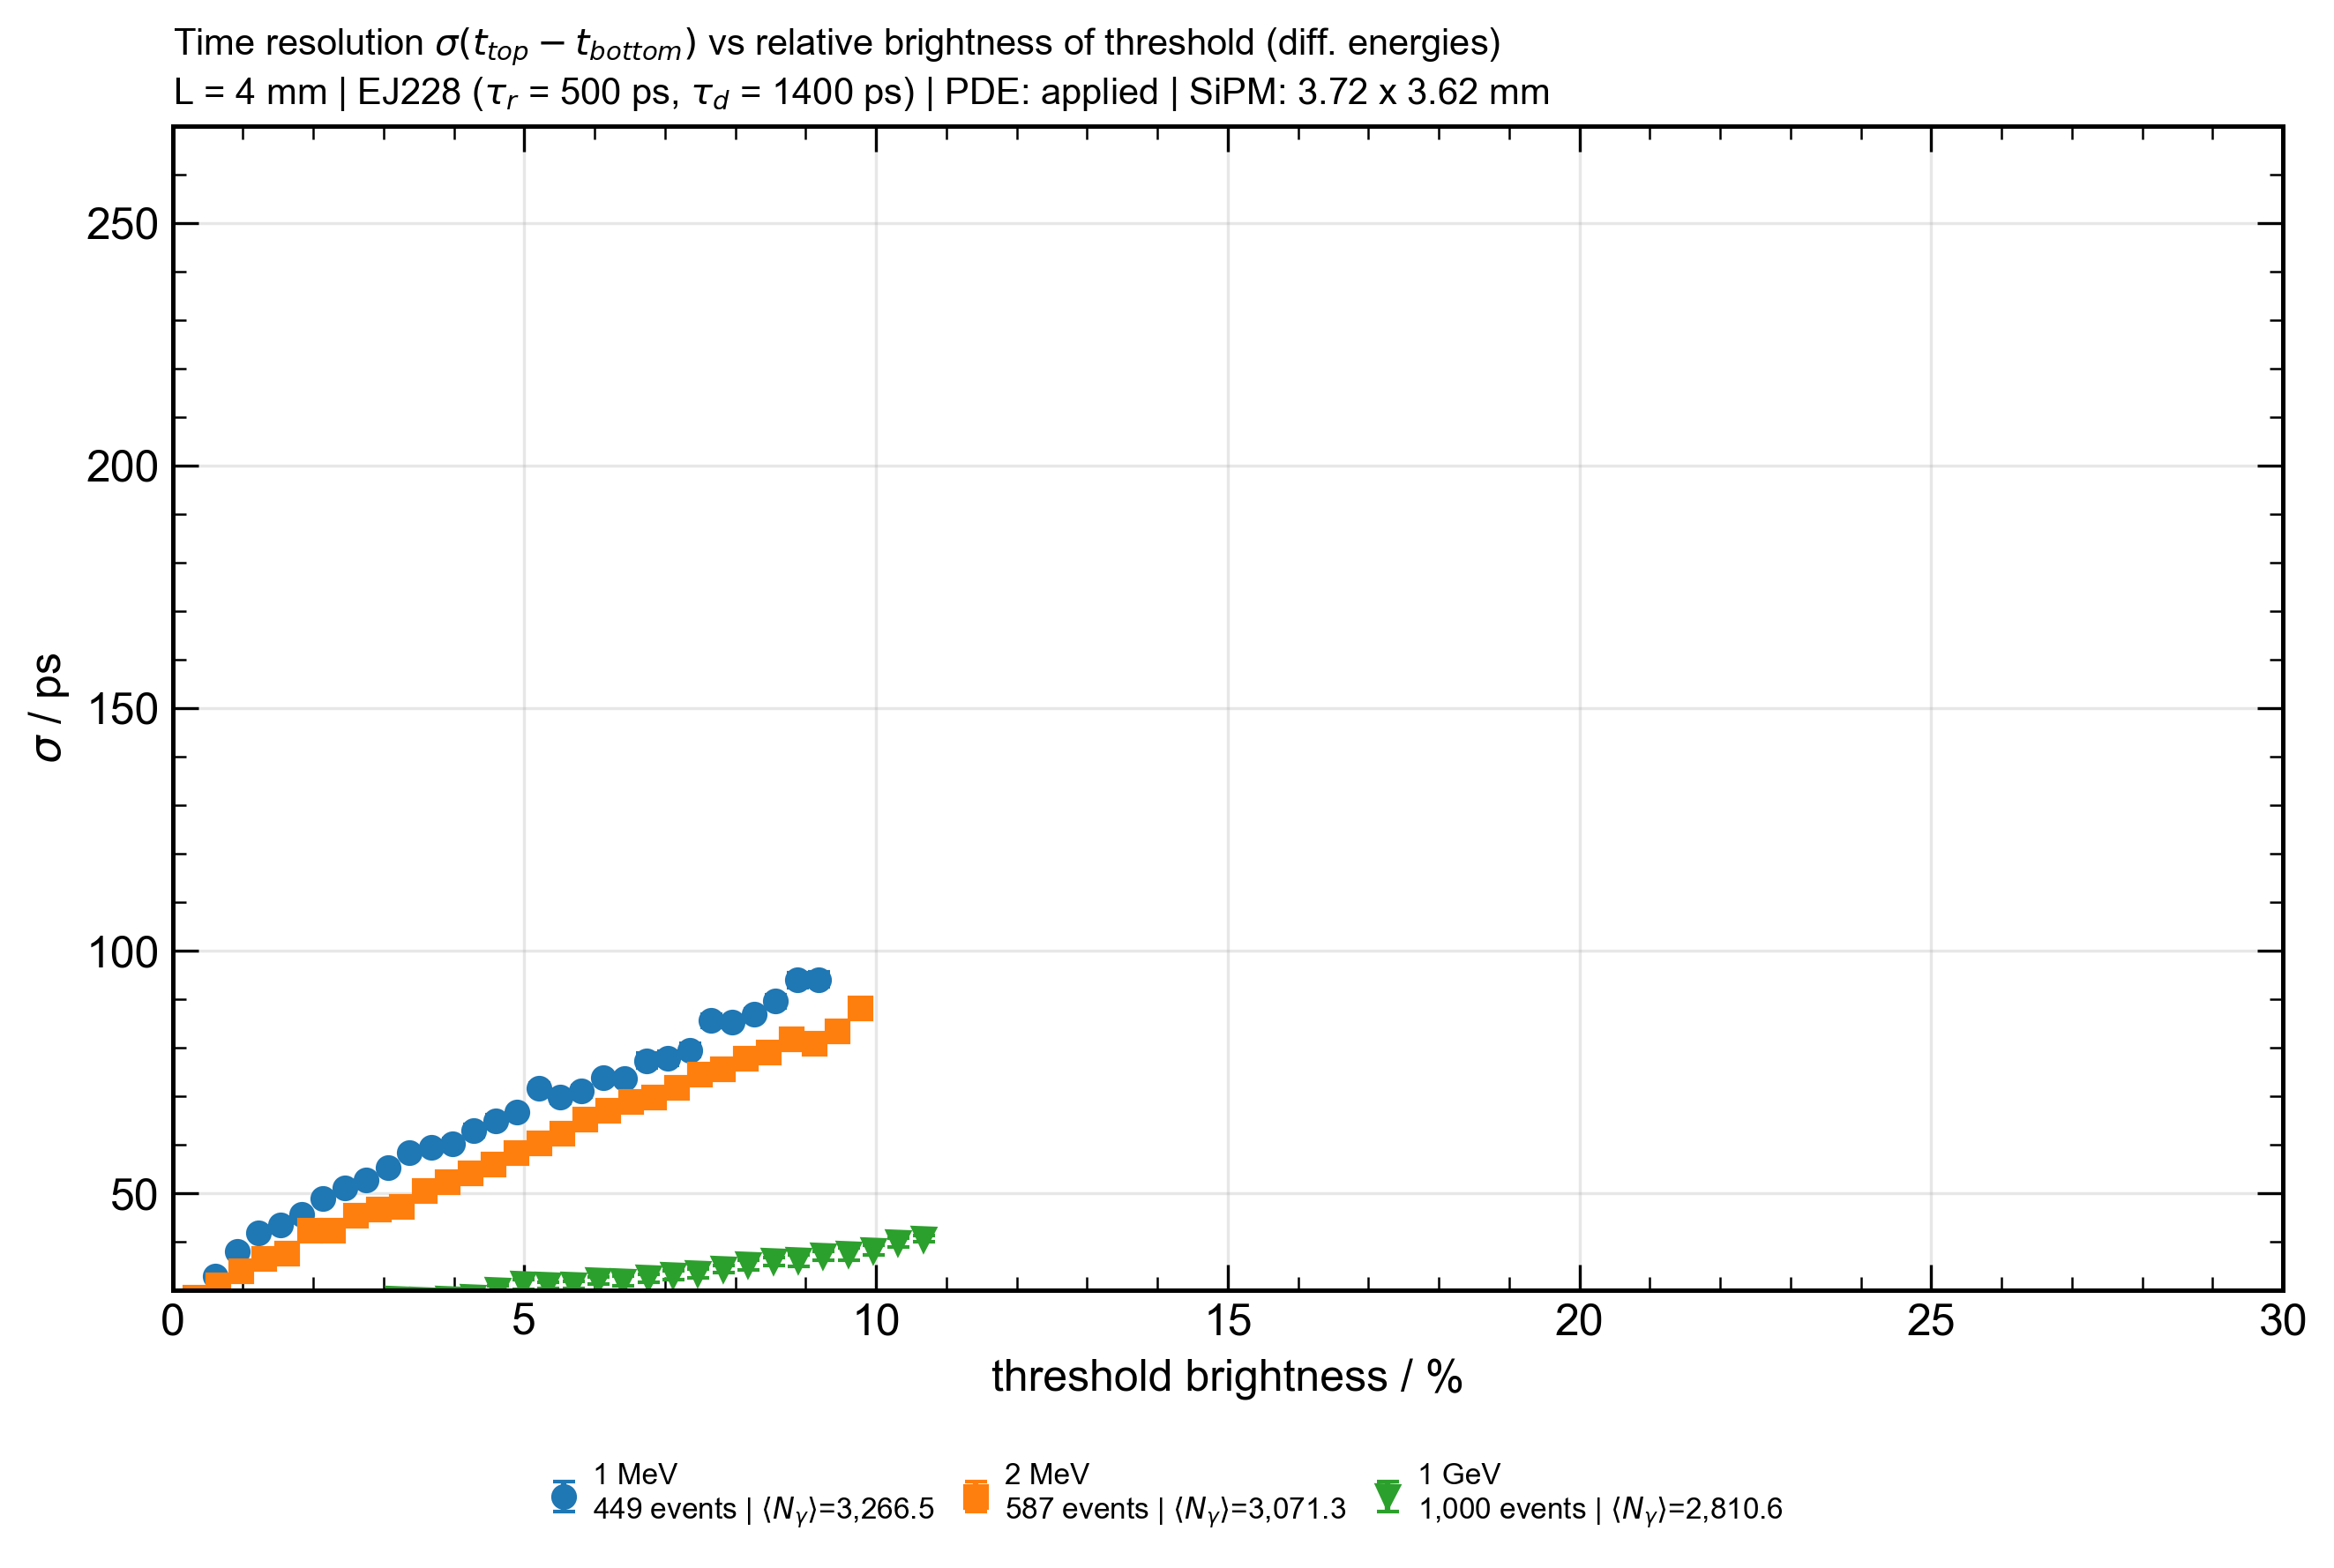 Time resolution σ(t_top − t_bottom) vs relative brightness of threshold (diff. energies)
L = 4 mm | EJ228 (τ_r = 500 ps, τ_d = 1400 ps) | PDE: applied | SiPM: 3.72 x 3.62 mm
250
200
150
100
50
σ / ps
0 5 10 15 20 25 30
threshold brightness / %
1 MeV
449 events | ⟨N_γ⟩=3,266.5
2 MeV
587 events | ⟨N_γ⟩=3,071.3
1 GeV
1,000 events | ⟨N_γ⟩=2,810.6